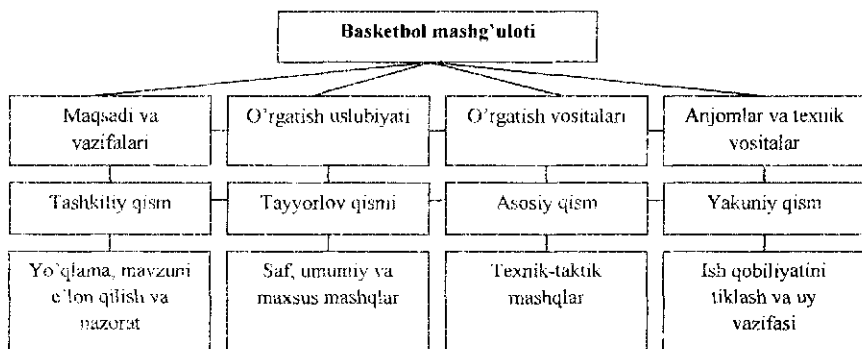 Basketbol mashg'uloti
Maqsadi va
vazifalari
O'rgatish uslubiyati
O'rgatish vositalari
Anjomlar va texnik
vositalar
Tashkiliy qism
Tayyorlov qismi
Asosiy qism
Yakuniy qism
Yo'qlama, mavzuni
e'lon qilish va
nazorat
Saf, umumiy va
maxsus mashqlar
Texnik-taktik
mashqlar
Ish qobiliyatini
tiklash va uy
vazifasi